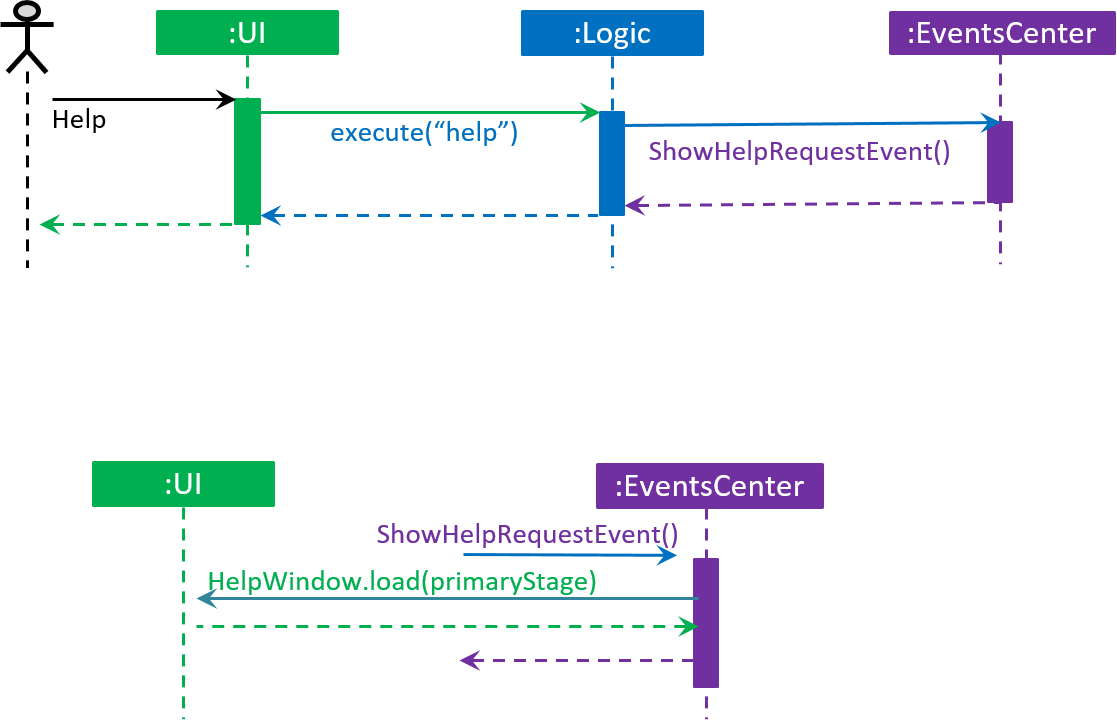 :UI
:Logic
:EventsCenter
Help
execute(“help”)
ShowHelpRequestEvent()
:UI
:EventsCenter
ShowHelpRequestEvent()
HelpWindow.load(primaryStage)